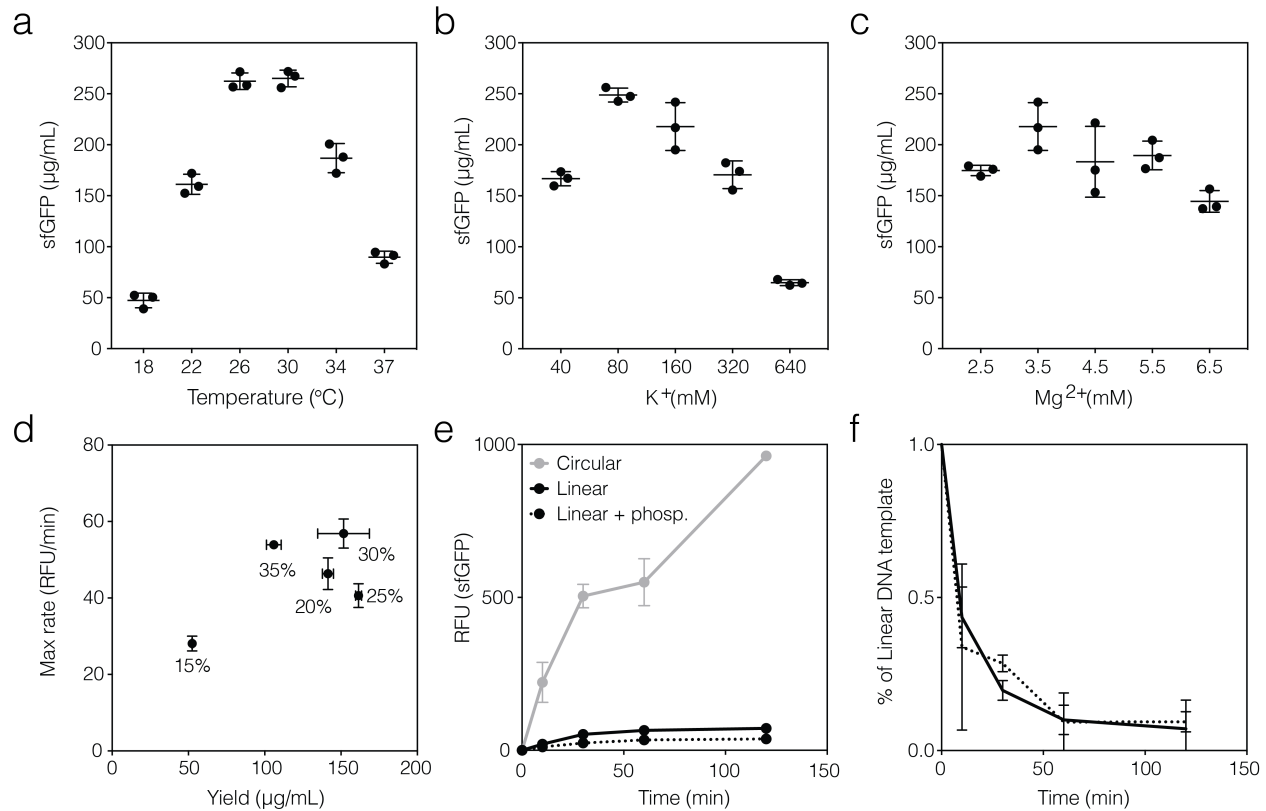 a
300
250
200
150
100
50
0
sfGFP (µg/mL)
18 22 26 30 34 37
Temperature (ºC)
b
300
250
200
150
100
50
0
sfGFP (µg/mL)
40 80 160 320 640
K+(mM)
c
300
250
200
150
100
50
0
sfGFP (µg/mL)
2.5 3.5 4.5 5.5 6.5
Mg2+(mM)
d
80
60
40
20
0
Max rate (RFU/min)
35%
30%
20%
25%
15%
0 50 100 150 200
Yield (µg/mL)
e
1000
500
0
RFU (sfGFP)
Circular
Linear
Linear + phosp.
0 50 100 150
Time (min)
f
1.0
0.5
0.0
% of Linear DNA template
0 50 100 150
Time (min)